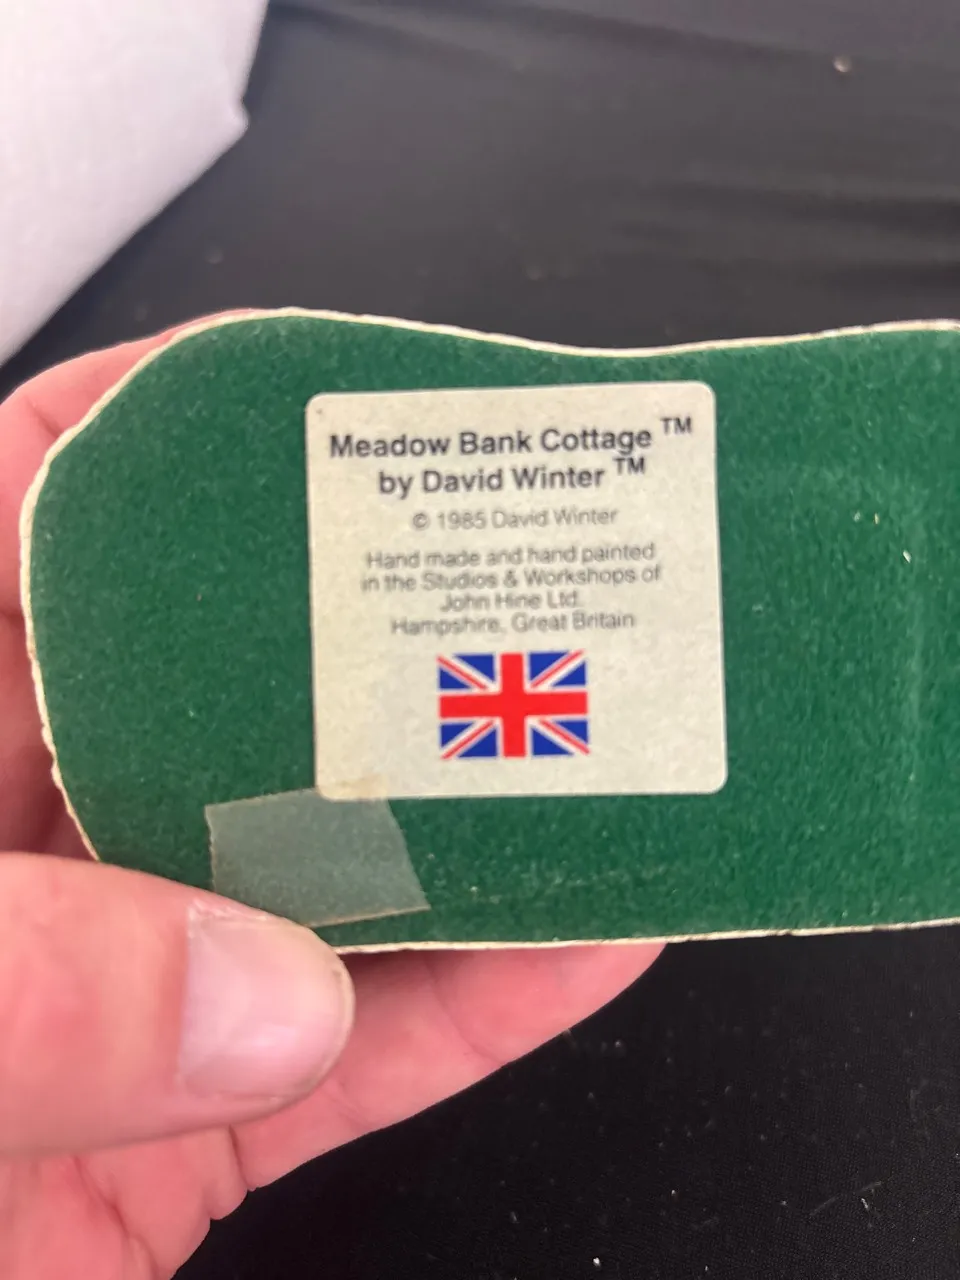 Meadow Bank Cottage ™
by David Winter ™
© 1985 David Winter
Hand made and hand painted
in the Studios & Workshops of
John Hine Ltd.
Hampshire, Great Britain